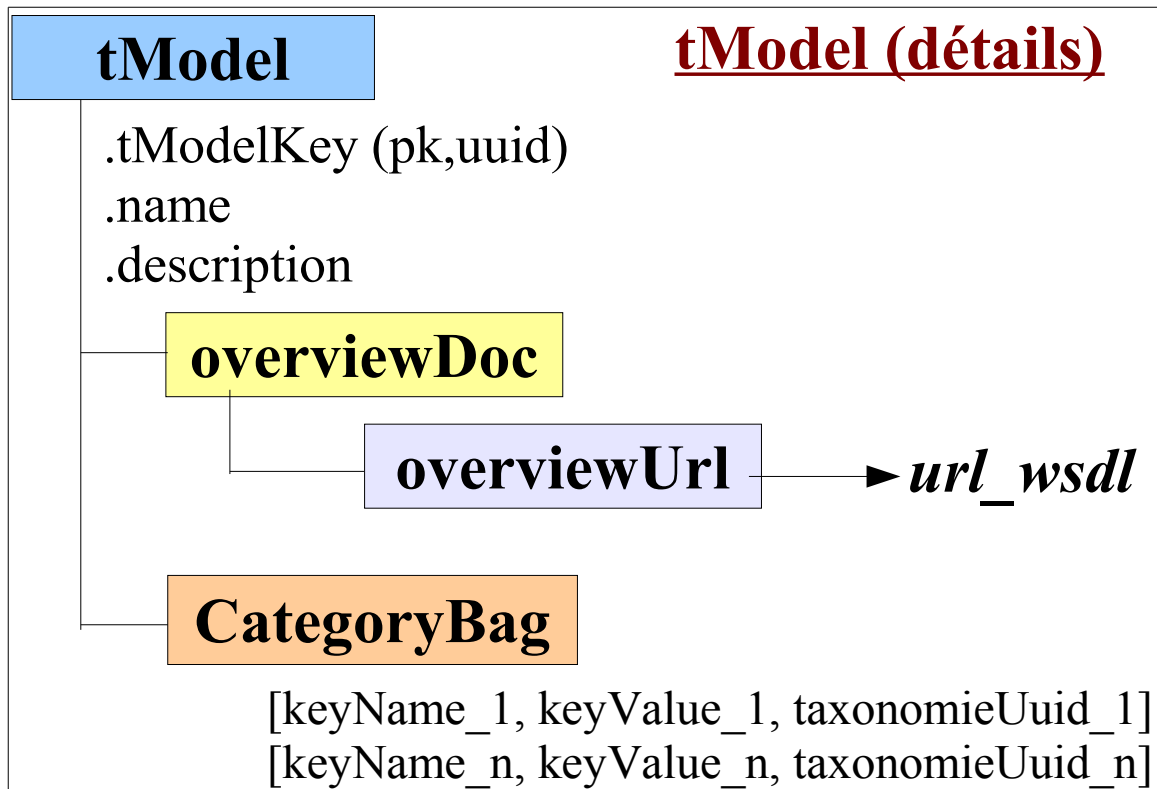 tModel
tModel (détails)
.tModelKey (pk,uuid)
.name
.description
overviewDoc
overviewUrl
url_wsdl
CategoryBag
[keyName_1, keyValue_1, taxonomieUuid_1]
[keyName_n, keyValue_n, taxonomieUuid_n]